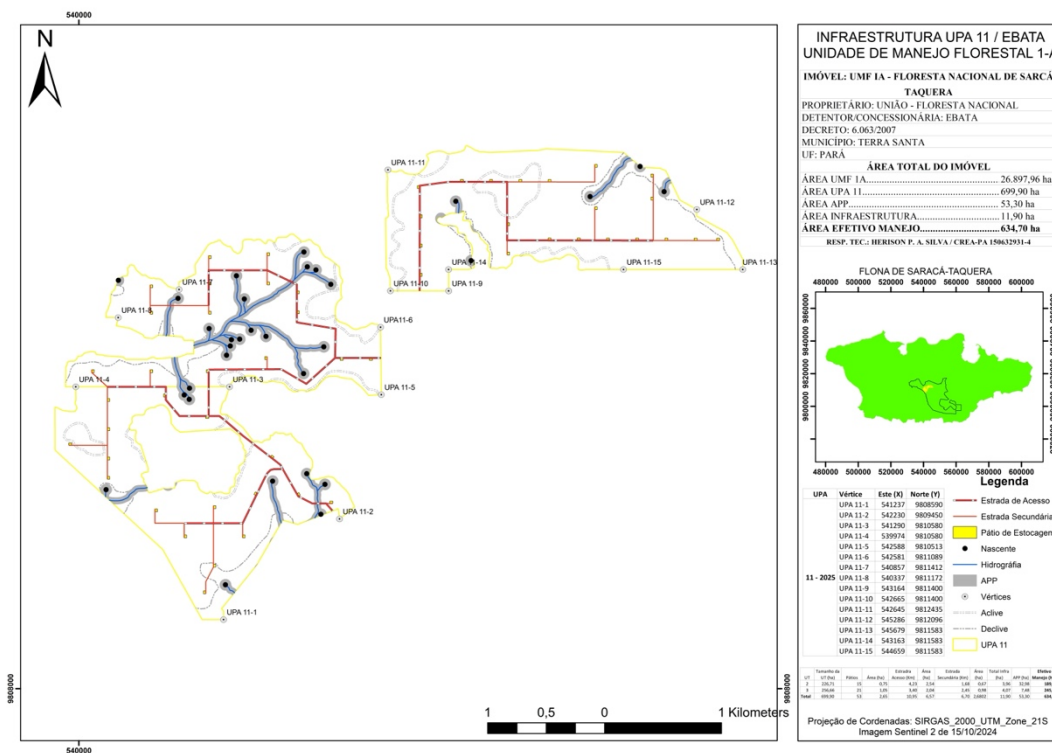 540000
N
UPA 11-11
UPA 11-12
UPA 11-14
UPA 11-15
UPA 11-13
UPA 11-10
UPA 11-9
UPA 11-7
UPA 11-8
UPA11-6
UPA 11-4
UPA 11-3
UPA 11-5
UPA 11-2
UPA 11-1
9808000
9808000
1 0,5 0 1 Kilometers
540000
INFRAESTRUTURA UPA 11 / EBATA
UNIDADE DE MANEJO FLORESTAL 1-A
IMÓVEL: UMF IA - FLORESTA NACIONAL DE SARCÁ
TAQUERA
PROPRIETÁRIO: UNIÃO - FLORESTA NACIONAL
DETENTOR/CONCESSIONÁRIA: EBATA
DECRETO: 6.063/2007
MUNICÍPIO: TERRA SANTA
UF: PARÁ
ÁREA TOTAL DO IMÓVEL
ÁREA UMF 1A................................ 26.897,96 ha
ÁREA UPA 11................................ 699,90 ha
ÁREA APP................................ 53,30 ha
ÁREA INFRAESTRUTURA................................ 11,90 ha
ÁREA EFETIVO MANEJO................................ 634,70 ha
RESP. TEC.: HERISON P. A. SILVA / CREA-PA 150632931-4
FLONA DE SARACÁ-TAQUERA
9860000
9840000
9820000
9800000
480000 500000 520000 540000 560000 580000 600000
UPA Vértice Este (X) Norte (Y)
UPA 11-1 541237 9808590
UPA 11-2 542230 9809450
UPA 11-3 541290 9810580
UPA 11-4 539974 9810580
UPA 11-5 542588 9810513
UPA 11-6 542581 9811089
UPA 11-7 540857 9811412
11 - 2025 UPA 11-8 540337 9811172
UPA 11-9 543164 9811400
UPA 11-10 542665 9811400
UPA 11-11 542645 9812435
UPA 11-12 545286 9812096
UPA 11-13 545679 9811583
UPA 11-14 543163 9811583
UPA 11-15 544659 9811583
Legenda
Estrada de Acesso
Estrada Secundária
Pátio de Estocagem
Nascente
Hidrográfia
APP
Vértices
Aclive
Declive
UPA 11
Projeção de Cordenadas: SIRGAS_2000_UTM_Zone_21S
Imagem Sentinel 2 de 15/10/2024